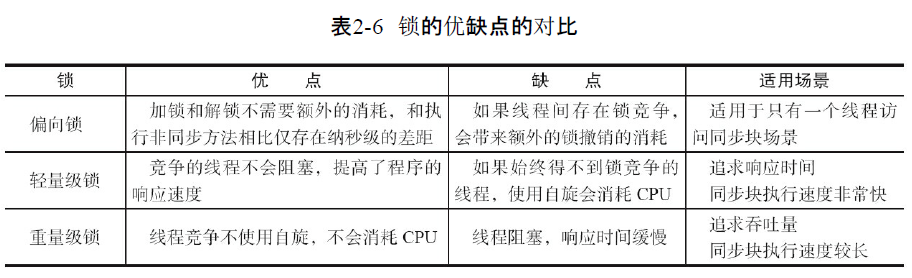 表2-6 锁的优缺点的对比
锁 优 点 缺 点 适用场景
偏向锁
加锁和解锁不需要额外的消耗，和执
行非同步方法相比仅存在纳秒级的差距
如果线程间存在锁竞争，
会带来额外的锁撤销的消耗
适用于只有一个线程访
问同步块场景
轻量级锁
竞争的线程不会阻塞，提高了程序的
响应速度
如果始终得不到锁竞争的
线程，使用自旋会消耗 CPU
追求响应时间
同步块执行速度非常快
重量级锁
线程竞争不使用自旋，不会消耗 CPU
线程阻塞，响应时间缓慢
追求吞吐量
同步块执行速度较长